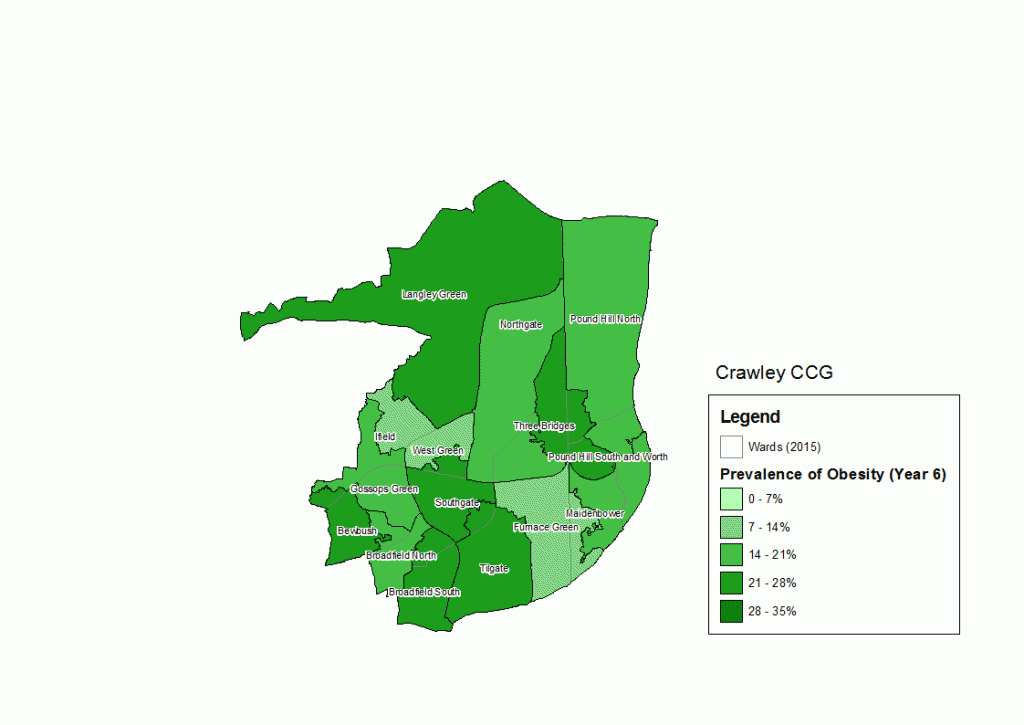 Langley Green
Northgate
Pound Hill North
Three Bridges
Ifield
West Green
Pound Hill South and Worth
Gossops Green
Southgate
Maidenbower
Furnace Green
Bewbush
Broadfield North
Tilgate
Broadfield South
Crawley CCG
Legend
Wards (2015)
Prevalence of Obesity (Year 6)
0 - 7%
7 - 14%
14 - 21%
21 - 28%
28 - 35%